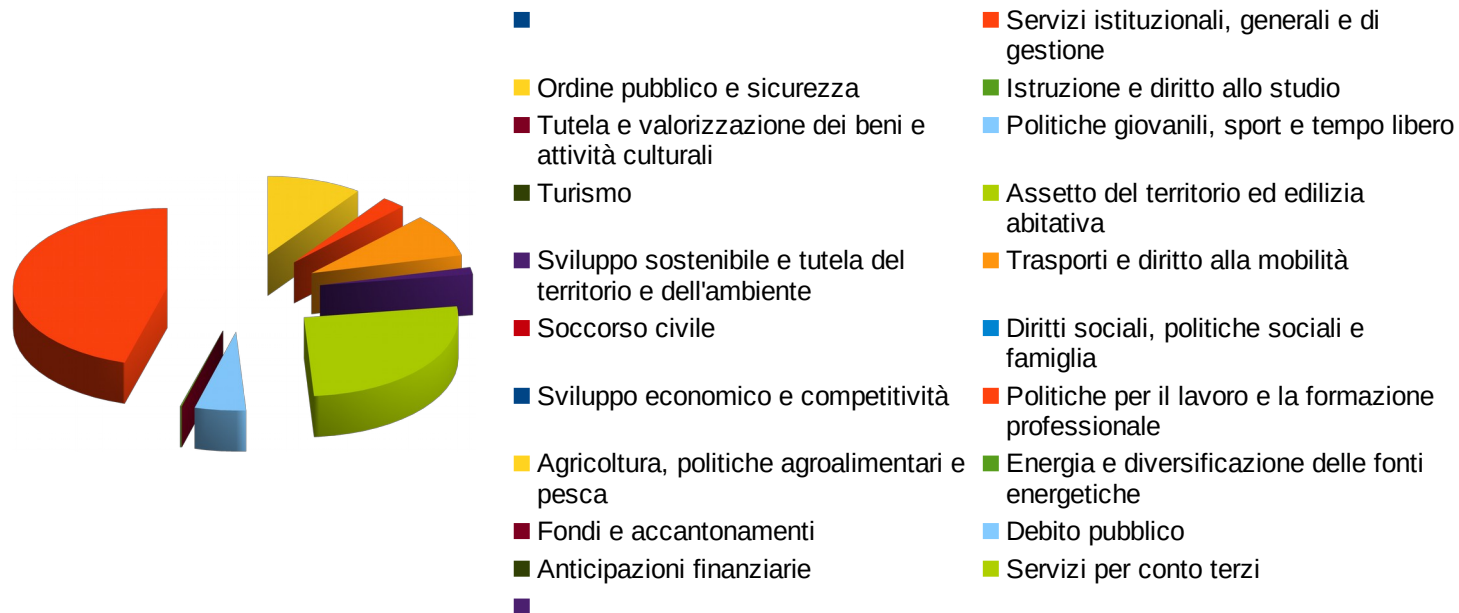 Servizi istituzionali, generali e di
gestione
Ordine pubblico e sicurezza
Istruzione e diritto allo studio
Tutela e valorizzazione dei beni e
attività culturali
Politiche giovanili, sport e tempo libero
Turismo
Assetto del territorio ed edilizia
abitativa
Sviluppo sostenibile e tutela del
territorio e dell'ambiente
Trasporti e diritto alla mobilità
Soccorso civile
Diritti sociali, politiche sociali e
famiglia
Sviluppo economico e competitività
Politiche per il lavoro e la formazione
professionale
Agricoltura, politiche agroalimentari e
pesca
Energia e diversificazione delle fonti
energetiche
Fondi e accantonamenti
Debito pubblico
Anticipazioni finanziarie
Servizi per conto terzi